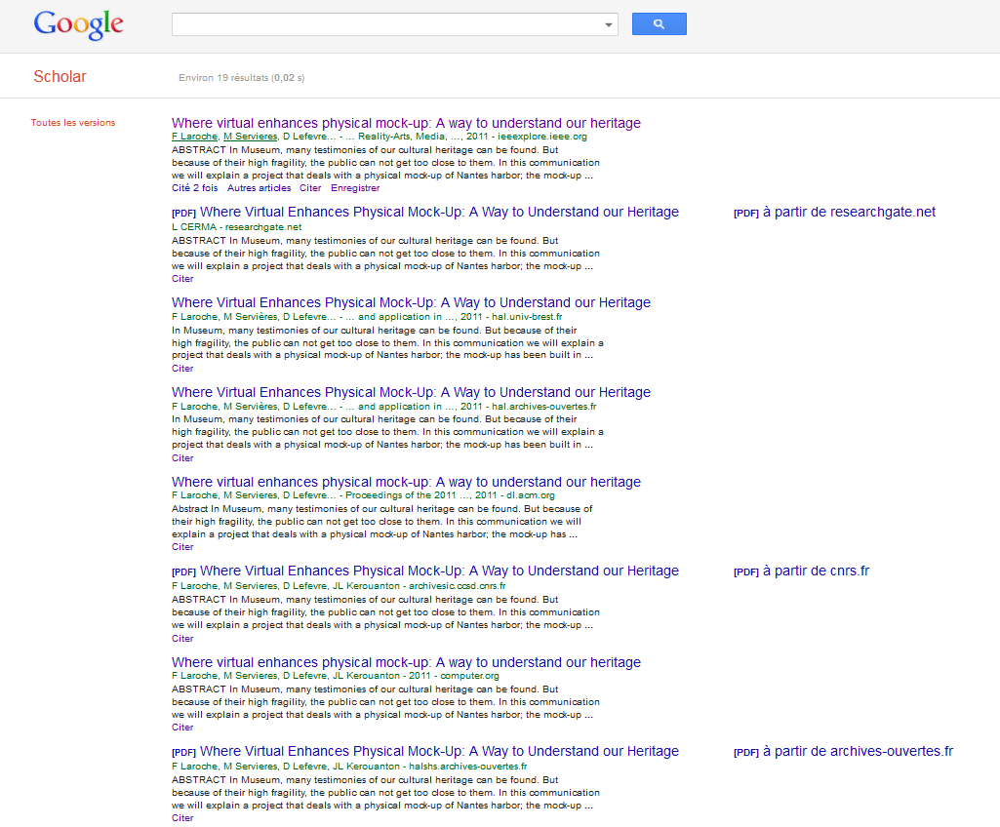 Google
Scholar
Environ 19 résultats (0,02 s)
Toutes les versions
Where virtual enhances physical mock-up: A way to understand our heritage
F Laroche, M Servieres, D Lefevre... - ... Reality-Arts, Media, ..., 2011 - ieeexplore.ieee.org
ABSTRACT In Museum, many testimonies of our cultural heritage can be found. But
because of their high fragility, the public can not get too close to them. In this communication
we will explain a project that deals with a physical mock-up of Nantes harbor; the mock-up ...
Cité 2 fois Autres articles Citer Enregistrer
[PDF] Where Virtual Enhances Physical Mock-Up: A Way to Understand our Heritage
[PDF] à partir de researchgate.net
L CERMA - researchgate.net
ABSTRACT In Museum, many testimonies of our cultural heritage can be found. But
because of their high fragility, the public can not get too close to them. In this communication
we will explain a project that deals with a physical mock-up of Nantes harbor; the mock-up ...
Citer
Where Virtual Enhances Physical Mock-Up: A Way to Understand our Heritage
F Laroche, M Servières, D Lefevre... - ... and application in ..., 2011 - hal.univ-brest.fr
In Museum, many testimonies of our cultural heritage can be found. But because of their
high fragility, the public can not get too close to them. In this communication we will explain a
project that deals with a physical mock-up of Nantes harbor; the mock-up has been built in ...
Citer
Where Virtual Enhances Physical Mock-Up: A Way to Understand our Heritage
F Laroche, M Servières, D Lefevre... - ... and application in ..., 2011 - hal.archives-ouvertes.fr
In Museum, many testimonies of our cultural heritage can be found. But because of their
high fragility, the public can not get too close to them. In this communication we will explain a
project that deals with a physical mock-up of Nantes harbor; the mock-up has been built in ...
Citer
Where virtual enhances physical mock-up: A way to understand our heritage
F Laroche, M Servieres, D Lefevre... - Proceedings of the 2011 ..., 2011 - dl.acm.org
Abstract In Museum, many testimonies of our cultural heritage can be found. But because of
their high fragility, the public can not get too close to them. In this communication we will
explain a project that deals with a physical mock-up of Nantes harbor; the mock-up has ...
Citer
[PDF] Where Virtual Enhances Physical Mock-Up: A Way to Understand our Heritage
[PDF] à partir de cnrs.fr
F Laroche, M Servieres, D Lefevre, JL Kerouanton - archivesic.ccsd.cnrs.fr
ABSTRACT In Museum, many testimonies of our cultural heritage can be found. But
because of their high fragility, the public can not get too close to them. In this communication
we will explain a project that deals with a physical mock-up of Nantes harbor; the mock-up ...
Citer
Where virtual enhances physical mock-up: A way to understand our heritage
F Laroche, M Servieres, D Lefevre, JL Kerouanton - 2011 - computer.org
ABSTRACT In Museum, many testimonies of our cultural heritage can be found. But
because of their high fragility, the public can not get too close to them. In this communication
we will explain a project that deals with a physical mock-up of Nantes harbor; the mock-up ...
Citer
[PDF] Where Virtual Enhances Physical Mock-Up: A Way to Understand our Heritage
[PDF] à partir de archives-ouvertes.fr
F Laroche, M Servieres, D Lefevre, JL Kerouanton - halshs.archives-ouvertes.fr
ABSTRACT In Museum, many testimonies of our cultural heritage can be found. But
because of their high fragility, the public can not get too close to them. In this communication
we will explain a project that deals with a physical mock-up of Nantes harbor; the mock-up ...
Citer